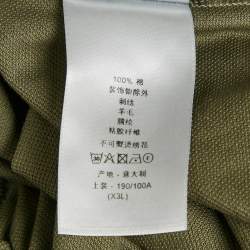 100% 棉
装饰部除外
刺绣
羊毛
腈纶
粘胶纤维
不可熨烫绣花
产地 - 意大利
上装 - 190/100A
(X3L)